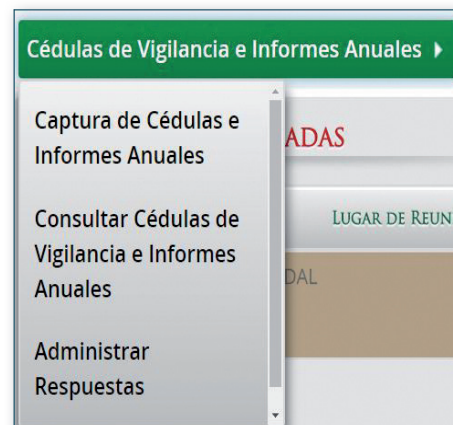 Cédulas de Vigilancia e Informes Anuales
Captura de Cédulas e
Informes Anuales
ADAS
Consultar Cédulas de
Vigilancia e Informes
Anuales
LUGAR DE REUN
DAL
Administrar
Respuestas